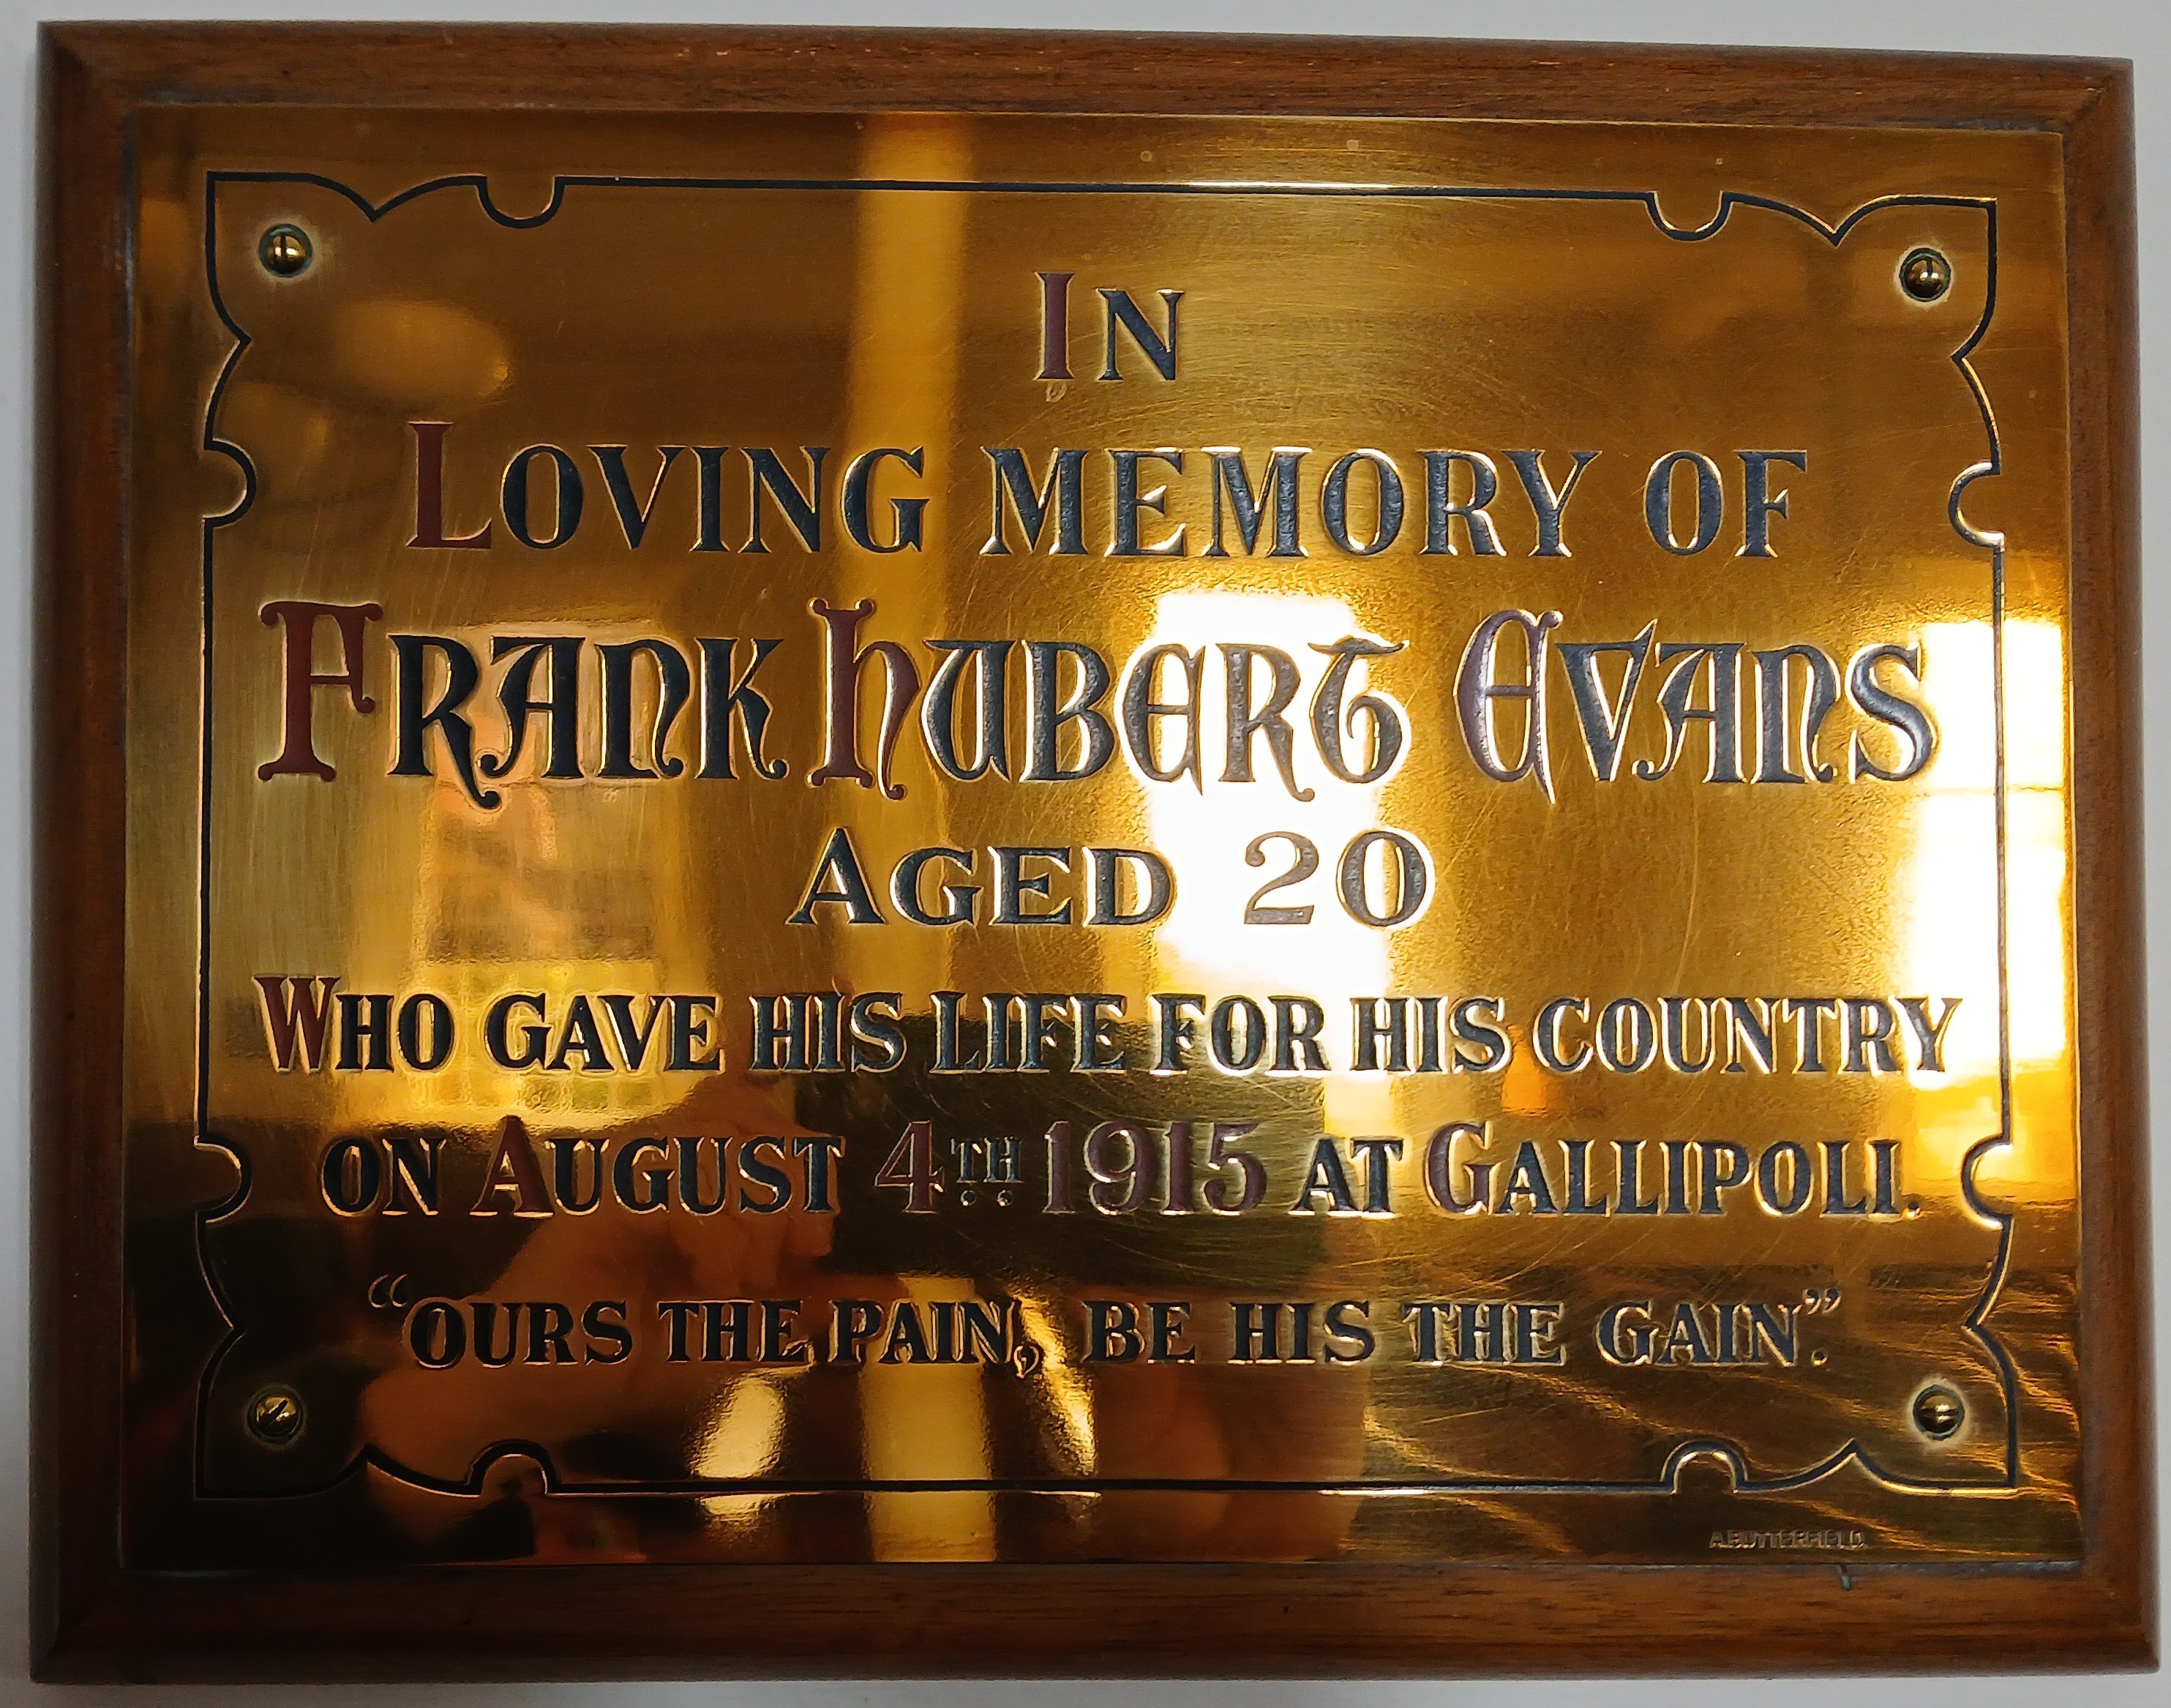 IN
LOVING MEMORY OF
FRANK HUBERT EVANS
AGED 20
WHO GAVE HIS LIFE FOR HIS COUNTRY
ON AUGUST 4TH 1915 AT GALLIPOLI.
“OURS THE PAIN, BE HIS THE GAIN”.
A.BUTTERFIELD.